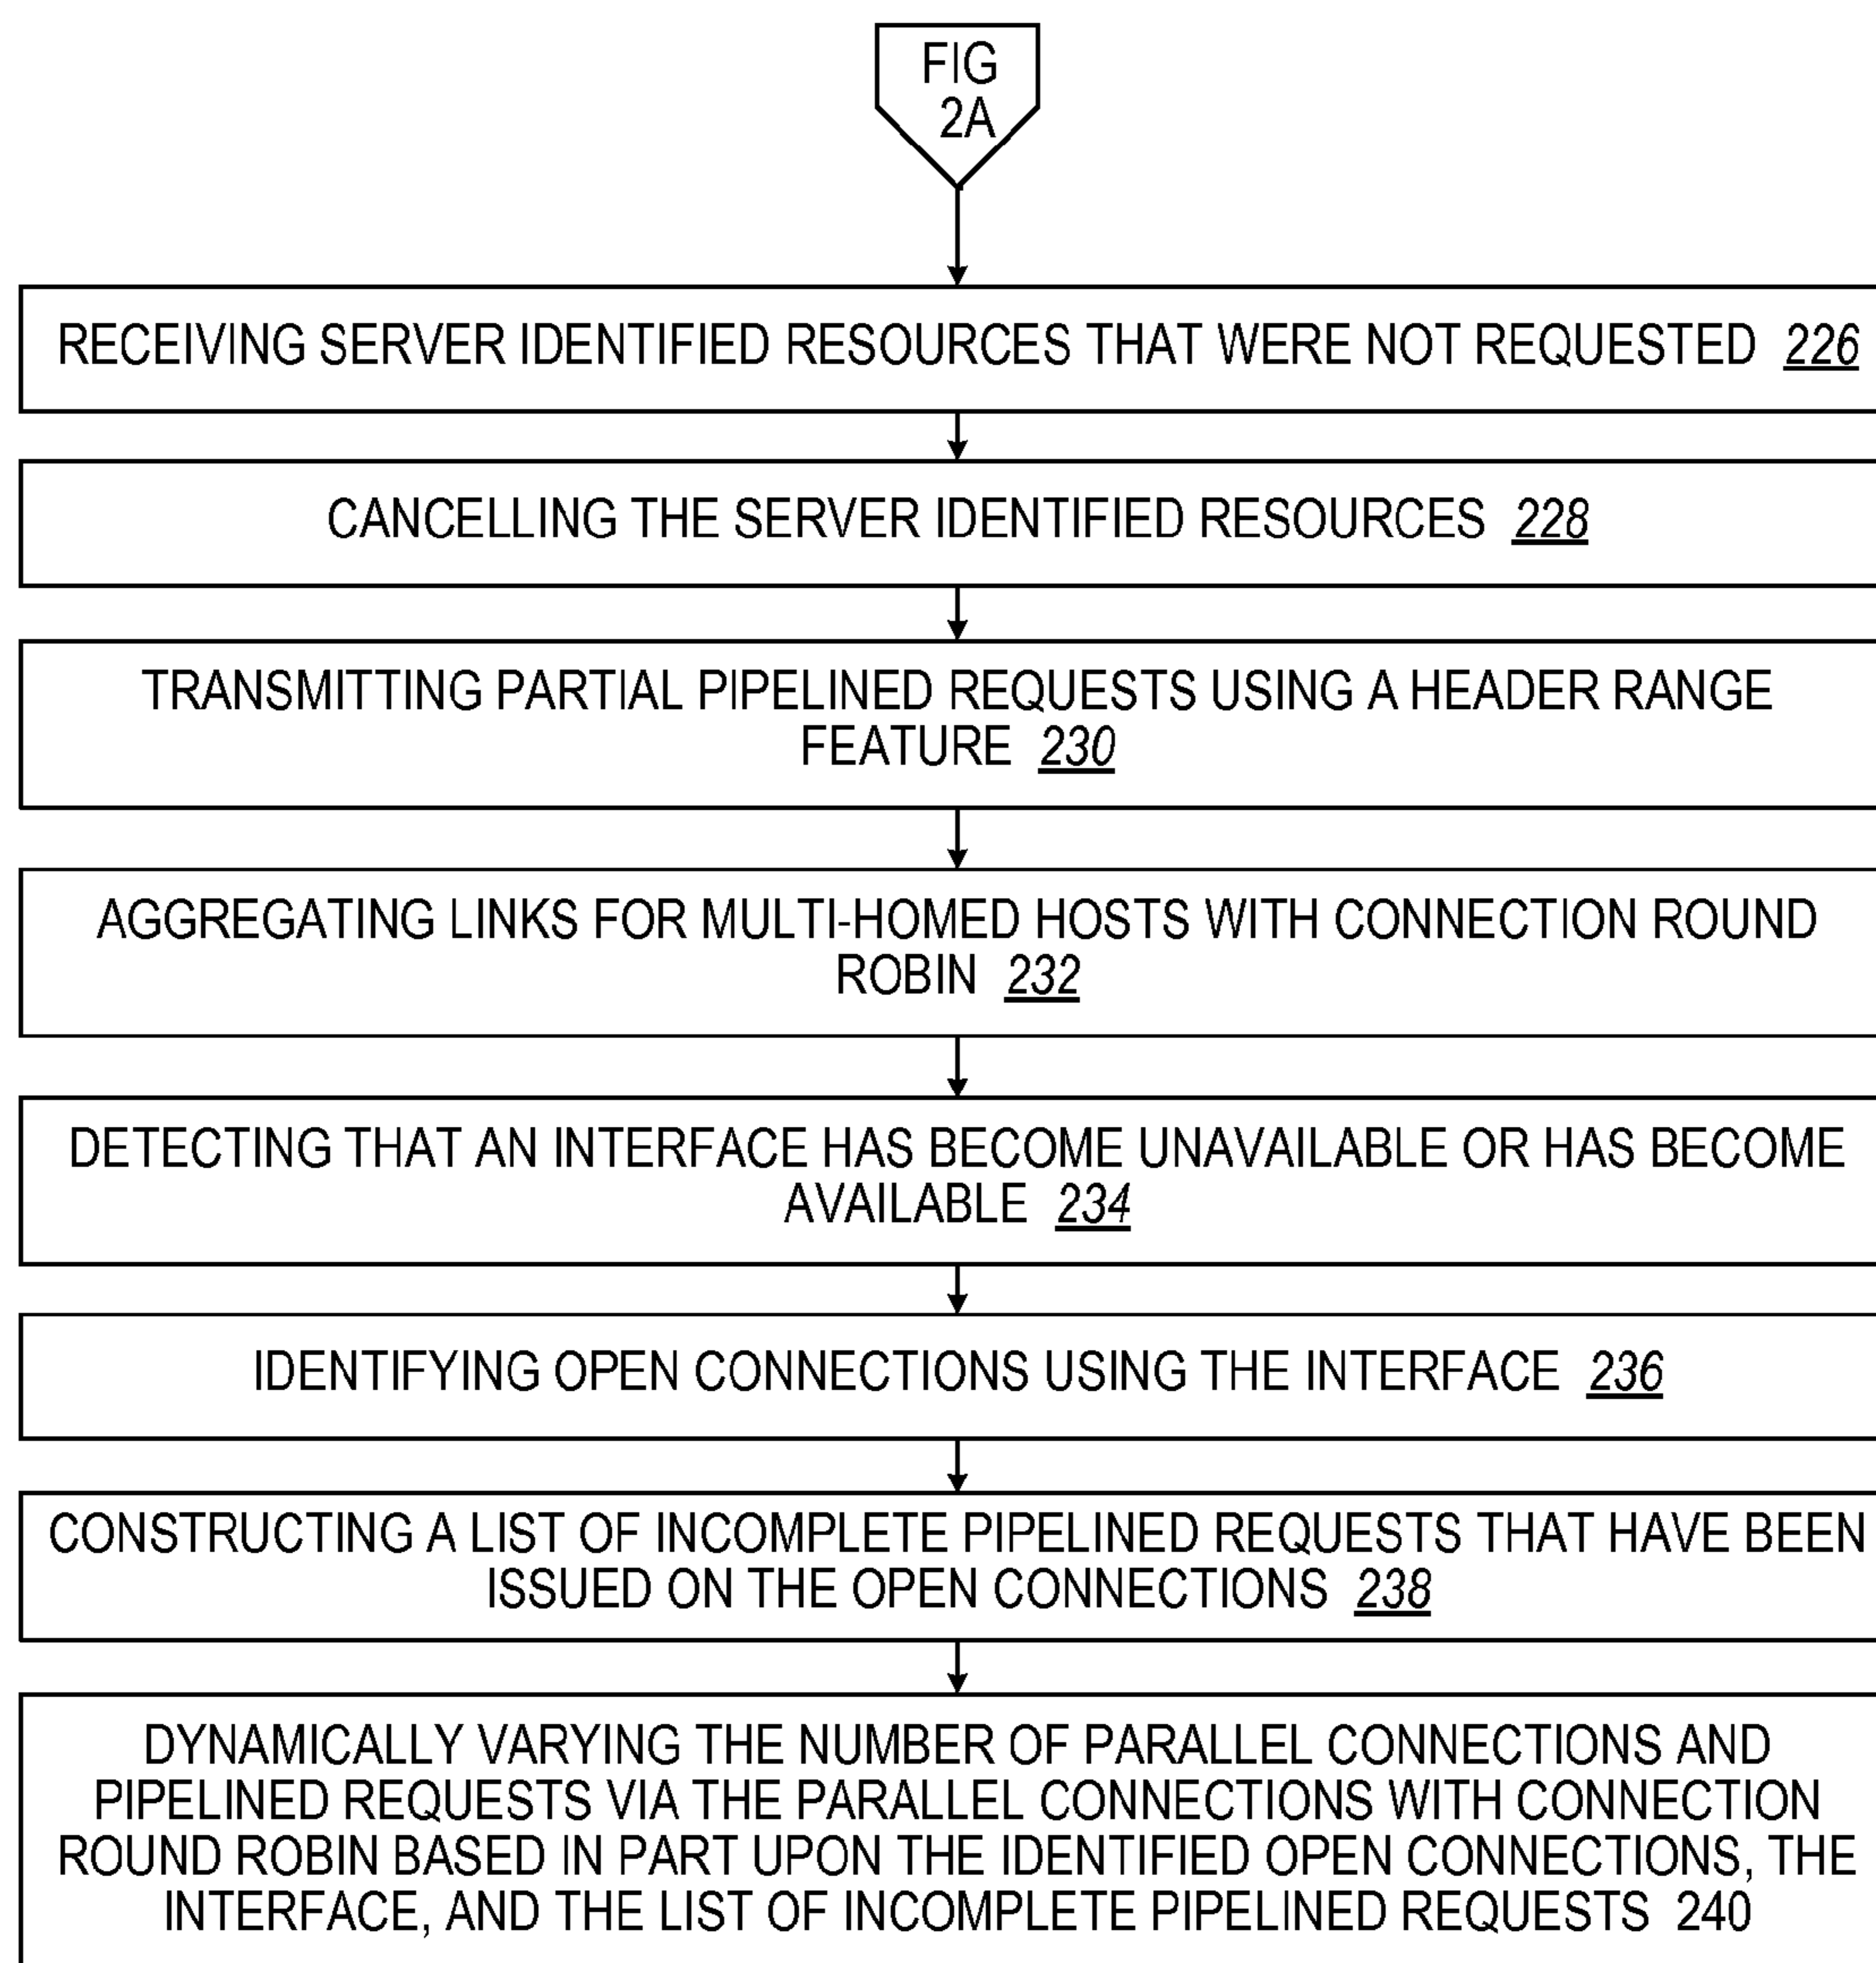 FIG
2A
RECEIVING SERVER IDENTIFIED RESOURCES THAT WERE NOT REQUESTED 226
CANCELLING THE SERVER IDENTIFIED RESOURCES 228
TRANSMITTING PARTIAL PIPELINED REQUESTS USING A HEADER RANGE
FEATURE 230
AGGREGATING LINKS FOR MULTI-HOMED HOSTS WITH CONNECTION ROUND
ROBIN 232
DETECTING THAT AN INTERFACE HAS BECOME UNAVAILABLE OR HAS BECOME
AVAILABLE 234
IDENTIFYING OPEN CONNECTIONS USING THE INTERFACE 236
CONSTRUCTING A LIST OF INCOMPLETE PIPELINED REQUESTS THAT HAVE BEEN
ISSUED ON THE OPEN CONNECTIONS 238
DYNAMICALLY VARYING THE NUMBER OF PARALLEL CONNECTIONS AND
PIPELINED REQUESTS VIA THE PARALLEL CONNECTIONS WITH CONNECTION
ROUND ROBIN BASED IN PART UPON THE IDENTIFIED OPEN CONNECTIONS, THE
INTERFACE, AND THE LIST OF INCOMPLETE PIPELINED REQUESTS 240